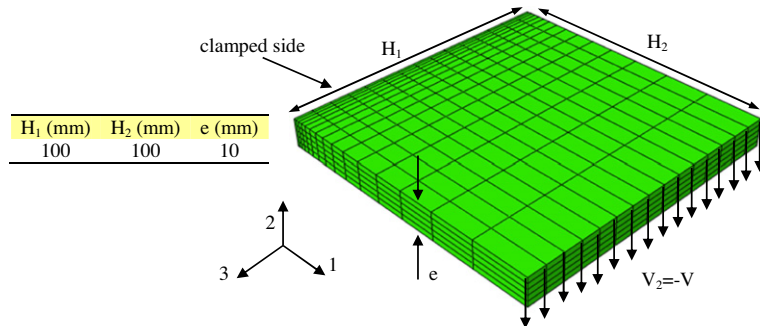 clamped side
H1
H2
H1 (mm) H2 (mm) e (mm)
100 100 10
2
3
1
e
V2=-V